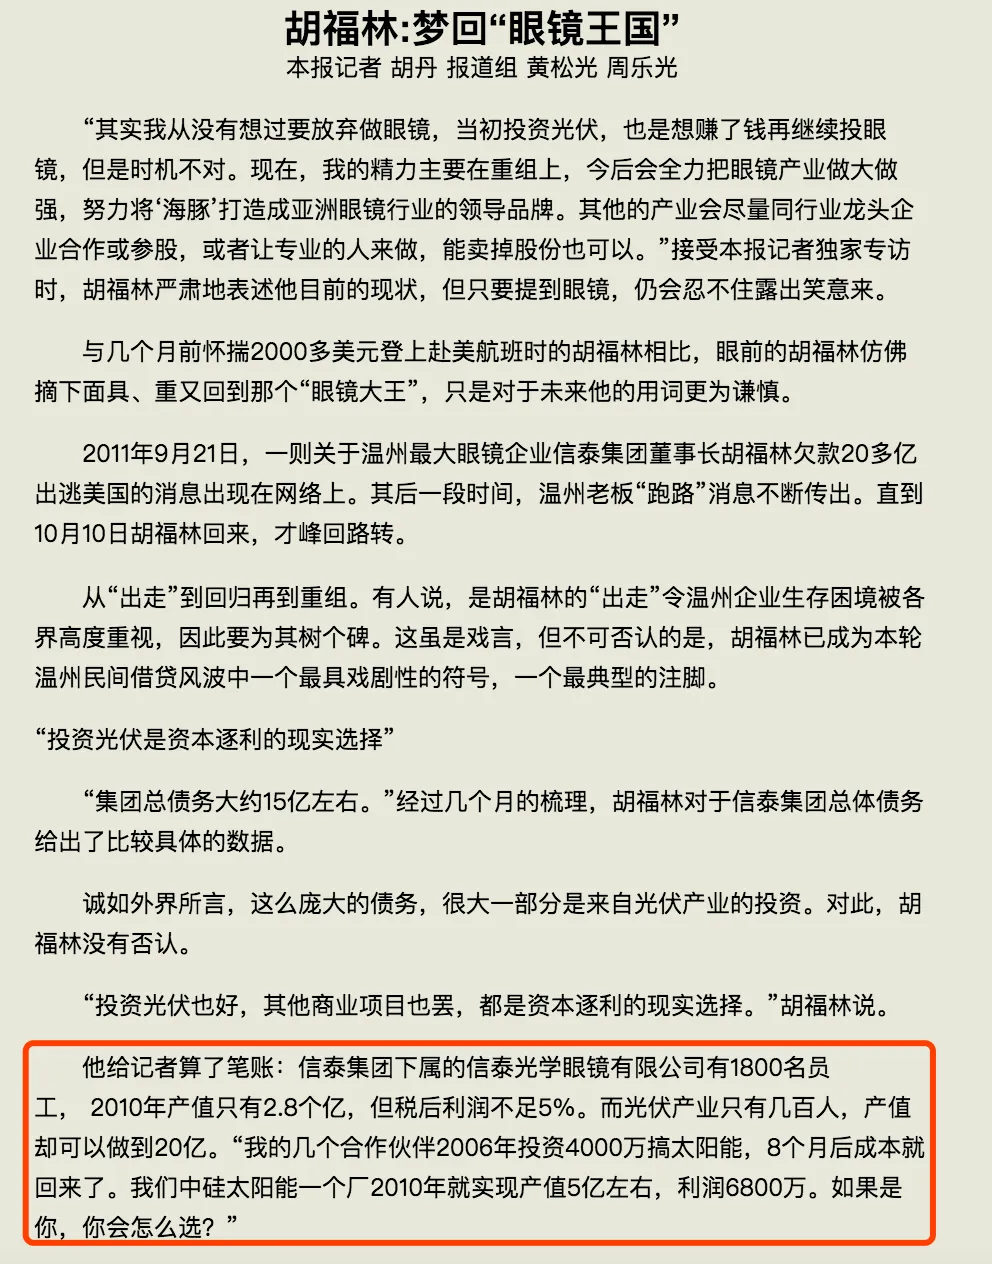 胡福林:梦回“眼镜王国”
本报记者 胡丹 报道组 黄松光 周乐光
“其实我从没有想过要放弃做眼镜，当初投资光伏，也是想赚了钱再继续投眼
镜，但是时机不对。现在，我的精力主要在重组上，今后会全力把眼镜产业做大做
强，努力将‘海豚’打造成亚洲眼镜行业的领导品牌。其他的产业会尽量同行业龙头企
业合作或参股，或者让专业的人来做，能卖掉股份也可以。”接受本报记者独家专访
时，胡福林严肃地表述他目前的现状，但只要提到眼镜，仍会忍不住露出笑意来。
与几个月前怀揣2000多美元登上赴美航班时的胡福林相比，眼前的胡福林仿佛
摘下面具、重又回到那个“眼镜大王”，只是对于未来他的用词更为谦慎。
2011年9月21日，一则关于温州最大眼镜企业信泰集团董事长胡福林欠款20多亿
出逃美国的消息出现在网络上。其后一段时间，温州老板“跑路”消息不断传出。直到
10月10日胡福林回来，才峰回路转。
从“出走”到回归再到重组。有人说，是胡福林的“出走”令温州企业生存困境被各
界高度重视，因此要为其树个碑。这虽是戏言，但不可否认的是，胡福林已成为本轮
温州民间借贷风波中一个最具戏剧性的符号，一个最典型的注脚。
“投资光伏是资本逐利的现实选择”
“集团总债务大约15亿左右。”经过几个月的梳理，胡福林对于信泰集团总体债务
给出了比较具体的数据。
诚如外界所言，这么庞大的债务，很大一部分是来自光伏产业的投资。对此，胡
福林没有否认。
“投资光伏也好，其他商业项目也罢，都是资本逐利的现实选择。”胡福林说。
他给记者算了笔账：信泰集团下属的信泰光学眼镜有限公司有1800名员
工， 2010年产值只有2.8个亿，但税后利润不足5%。而光伏产业只有几百人，产值
却可以做到20亿。“我的几个合作伙伴2006年投资4000万搞太阳能，8个月后成本就
回来了。我们中硅太阳能一个厂2010年就实现产值5亿左右，利润6800万。如果是
你，你会怎么选？”